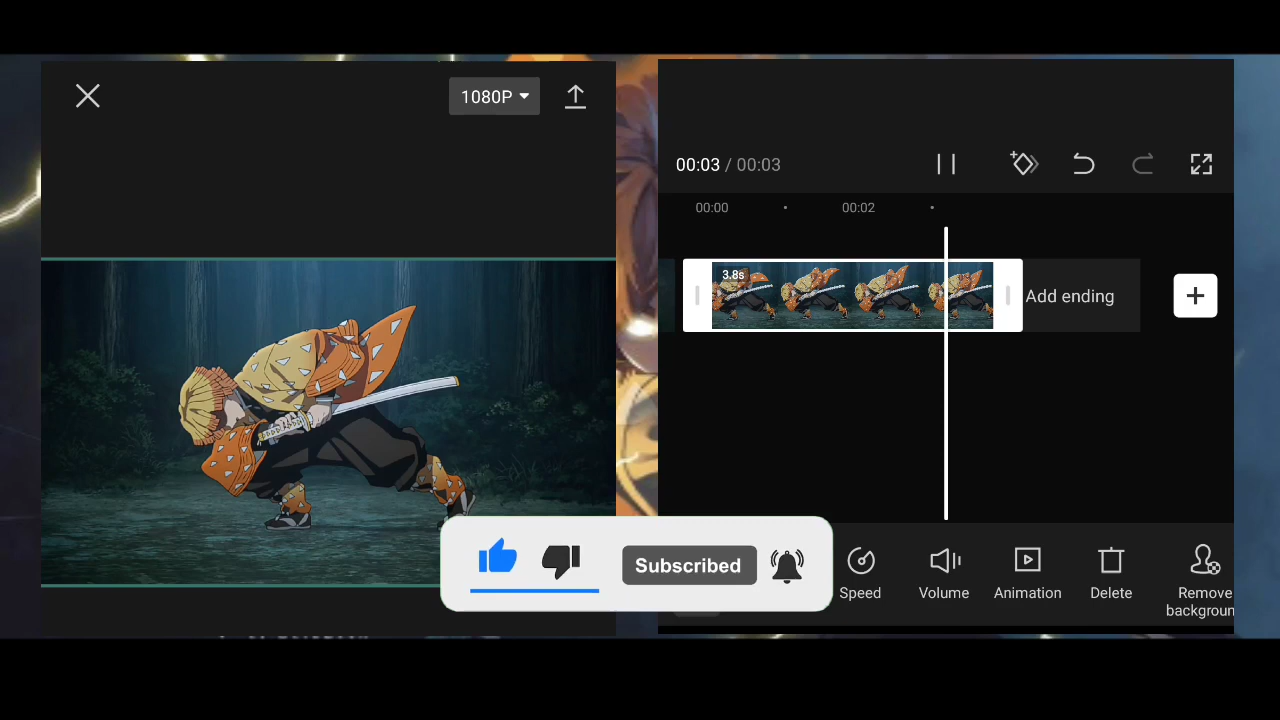 1080P
00:03 / 00:03
00:00
00:02
3.8s
Add ending
Subscribed
Speed
Volume
Animation
Delete
Remove
backgroun